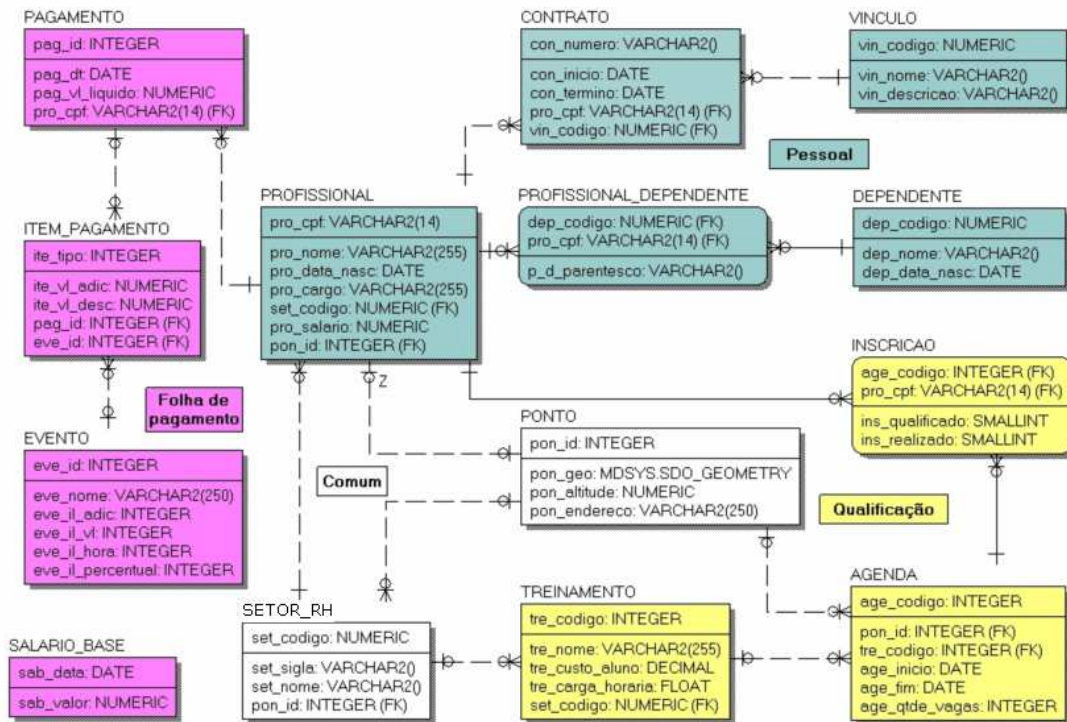 PAGAMENTO
pag_id: INTEGER
pag_dt: DATE
pag_vl_liquido: NUMERIC
pro_cpf: VARCHAR2(14) (FK)
CONTRATO
con_numero: VARCHAR2()
con_inicio: DATE
con_termino: DATE
pro_cpf: VARCHAR2(14) (FK)
vin_codigo: NUMERIC (FK)
VINCULO
vin_codigo: NUMERIC
vin_nome: VARCHAR2()
vin_descricao: VARCHAR2()
Pessoal
PROFISSIONAL
pro_cpf: VARCHAR2(14)
pro_nome: VARCHAR2(255)
pro_data_nasc: DATE
pro_cargo: VARCHAR2(255)
set_codigo: NUMERIC (FK)
pro_salario: NUMERIC
pon_id: INTEGER (FK)
PROFISSIONAL_DEPENDENTE
dep_codigo: NUMERIC (FK)
pro_cpf: VARCHAR2(14) (FK)
p_d_parentesco: VARCHAR2()
DEPENDENTE
dep_codigo: NUMERIC
dep_nome: VARCHAR2()
dep_data_nasc: DATE
ITEM_PAGAMENTO
ite_tipo: INTEGER
ite_vl_adic: NUMERIC
ite_vl_desc: NUMERIC
pag_id: INTEGER (FK)
eve_id: INTEGER (FK)
INSCRICAO
age_codigo: INTEGER (FK)
pro_cpf: VARCHAR2(14) (FK)
ins_qualificado: SMALLINT
ins_realizado: SMALLINT
Z
Folha de
pagamento
EVENTO
eve_id: INTEGER
eve_nome: VARCHAR2(250)
eve_il_adic: INTEGER
eve_il_vl: INTEGER
eve_il_hora: INTEGER
eve_il_percentual: INTEGER
Comum
PONTO
pon_id: INTEGER
pon_geo: MDSYS.SDO_GEOMETRY
pon_altitude: NUMERIC
pon_endereco: VARCHAR2(250)
Qualificação
SETOR_RH
set_codigo: NUMERIC
set_sigla: VARCHAR2()
set_nome: VARCHAR2()
pon_id: INTEGER (FK)
TREINAMENTO
tre_codigo: INTEGER
tre_nome: VARCHAR2(255)
tre_custo_aluno: DECIMAL
tre_carga_horaria: FLOAT
set_codigo: NUMERIC (FK)
AGENDA
age_codigo: INTEGER
pon_id: INTEGER (FK)
tre_codigo: INTEGER (FK)
age_inicio: DATE
age_fim: DATE
age_qtde_vagas: INTEGER
SALARIO_BASE
sab_data: DATE
sab_valor: NUMERIC